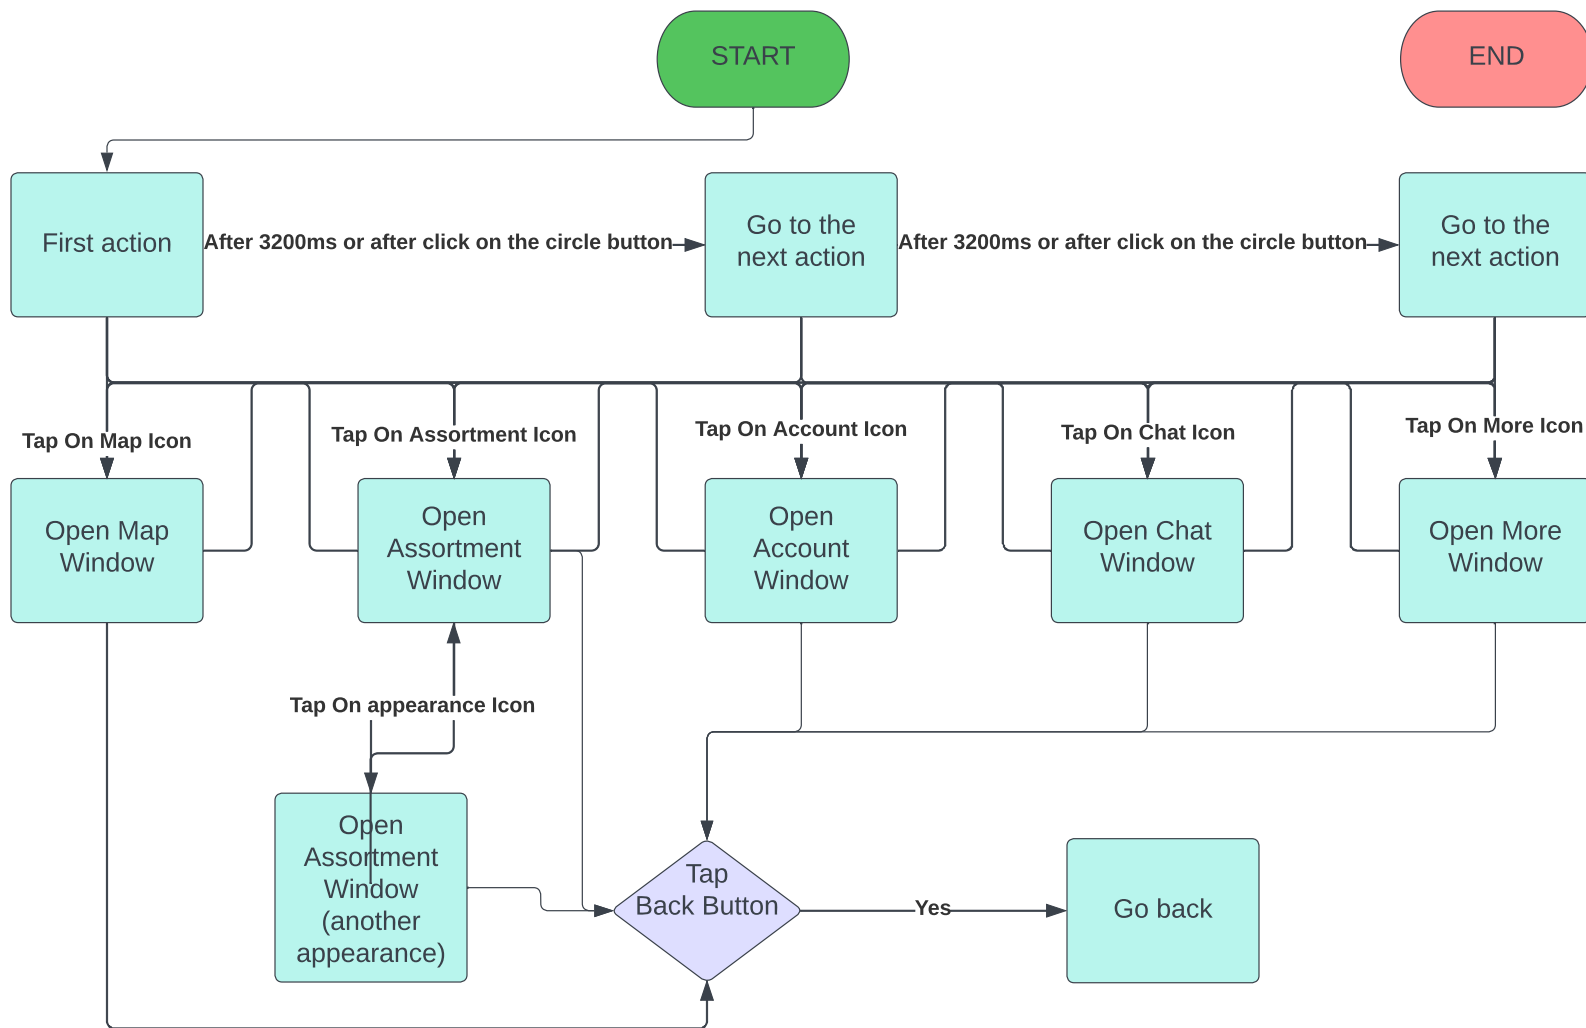 START
END
First action
After 3200ms or after click on the circle button
Go to the
next action
After 3200ms or after click on the circle button
Go to the
next action
Tap On Map Icon
Tap On Assortment Icon
Tap On Account Icon
Tap On Chat Icon
Tap On More Icon
Open Map
Window
Open
Assortment
Window
Open
Account
Window
Open Chat
Window
Open More
Window
Tap On appearance Icon
Open
Assortment
Window
(another
appearance)
Tap
Back Button
Yes
Go back